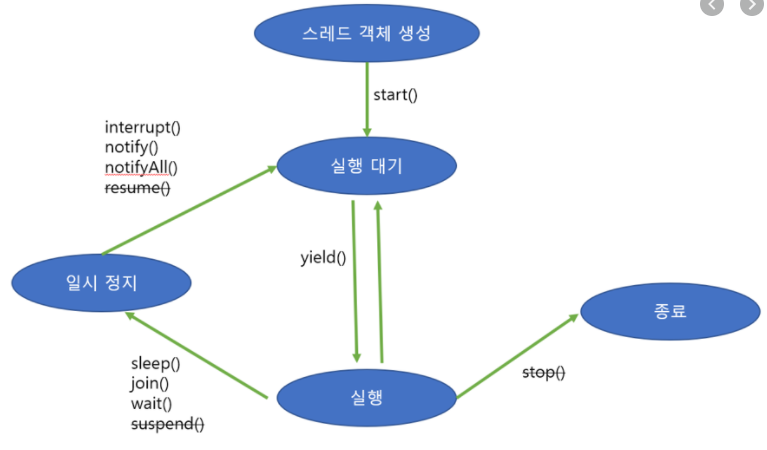 스레드 객체 생성
start()
interrupt()
notify()
notifyAll()
resume()
실행 대기
yield()
일시 정지
종료
sleep()
join()
wait()
suspend()
stop()
실행